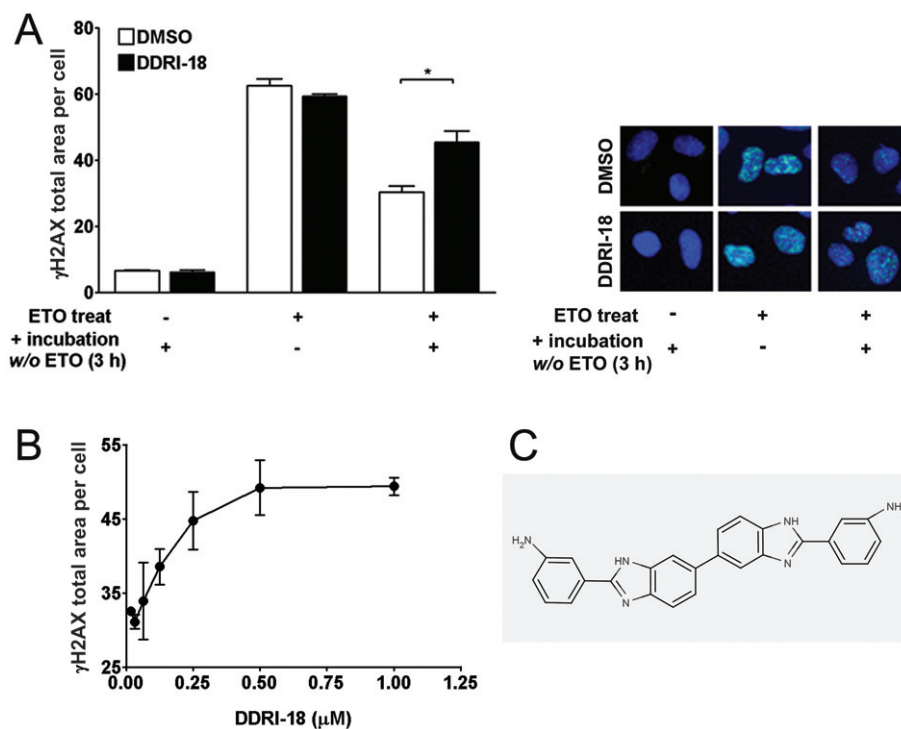 A
DMSO
DDRI-18
γH2AX total area per cell
80
60
40
20
0
*
ETO treat - + +
+ incubation w/o ETO (3 h) + - +
DMSO
DDRI-18
ETO treat - + +
+ incubation w/o ETO (3 h) + - +
B
γH2AX total area per cell
55
45
35
25
0.00 0.25 0.50 0.75 1.00 1.25
DDRI-18 (μM)
C
H2N
HN
N
NH
N
NH